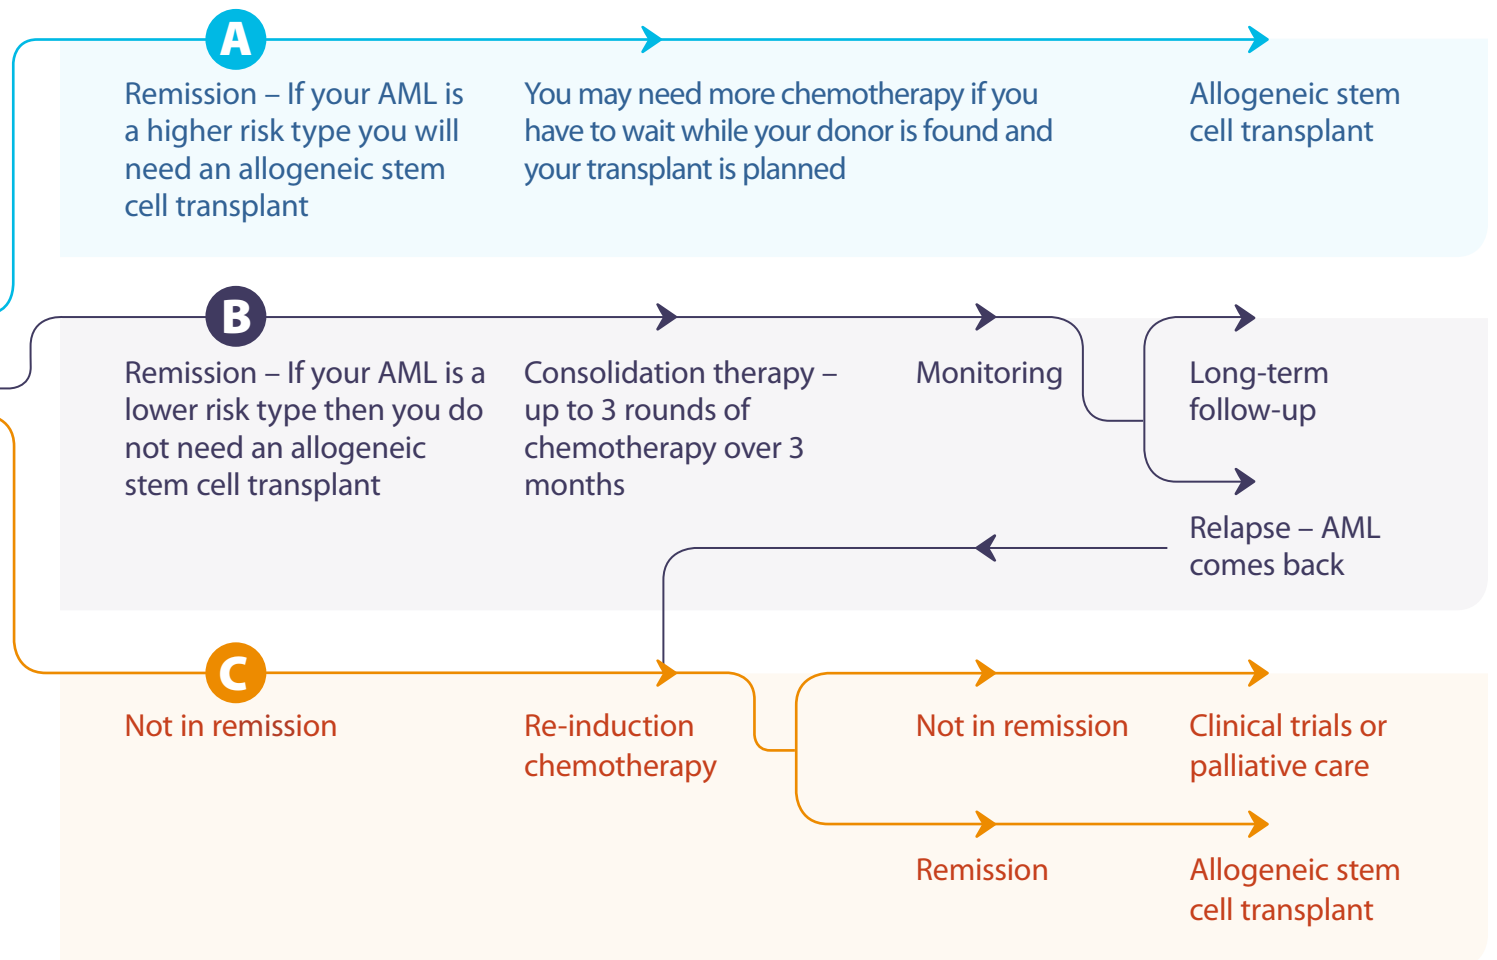 A
Remission – If your AML is
a higher risk type you will
need an allogeneic stem
cell transplant
You may need more chemotherapy if you
have to wait while your donor is found and
your transplant is planned
Allogeneic stem
cell transplant
B
Remission – If your AML is a
lower risk type then you do
not need an allogeneic
stem cell transplant
Consolidation therapy –
up to 3 rounds of
chemotherapy over 3
months
Monitoring
Long-term
follow-up
Relapse – AML
comes back
C
Not in remission
Re-induction
chemotherapy
Not in remission
Clinical trials or
palliative care
Remission
Allogeneic stem
cell transplant